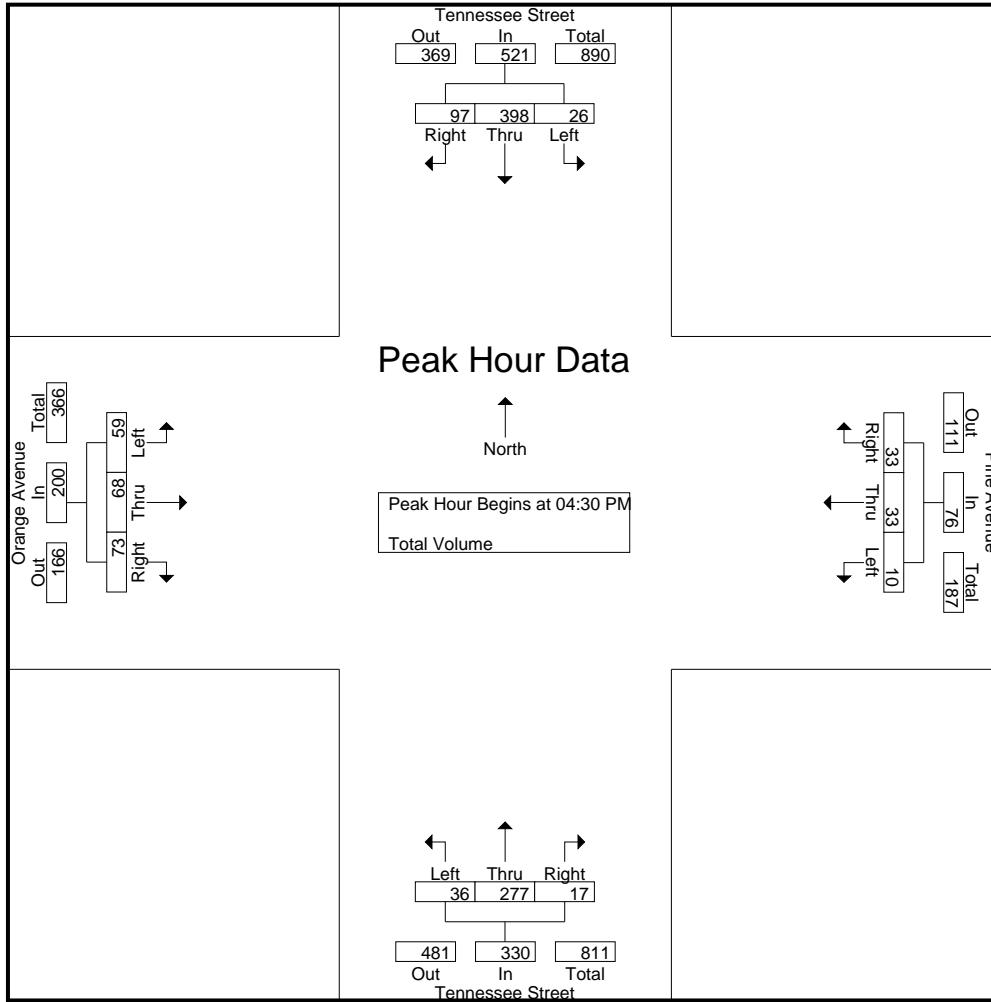 Tennessee Street
Out In Total
369 521 890
97 398 26
Right Thru Left
Peak Hour Data
North
Peak Hour Begins at 04:30 PM
Total Volume
Orange Avenue
Out In Total
166 200 366
Left Thru Right
59 68 73
Right Thru Left
33 33 10
Out In Total
111 76 187
Avenue
Left Thru Right
36 277 17
481 330 811
Out In Total
Tennessee Street